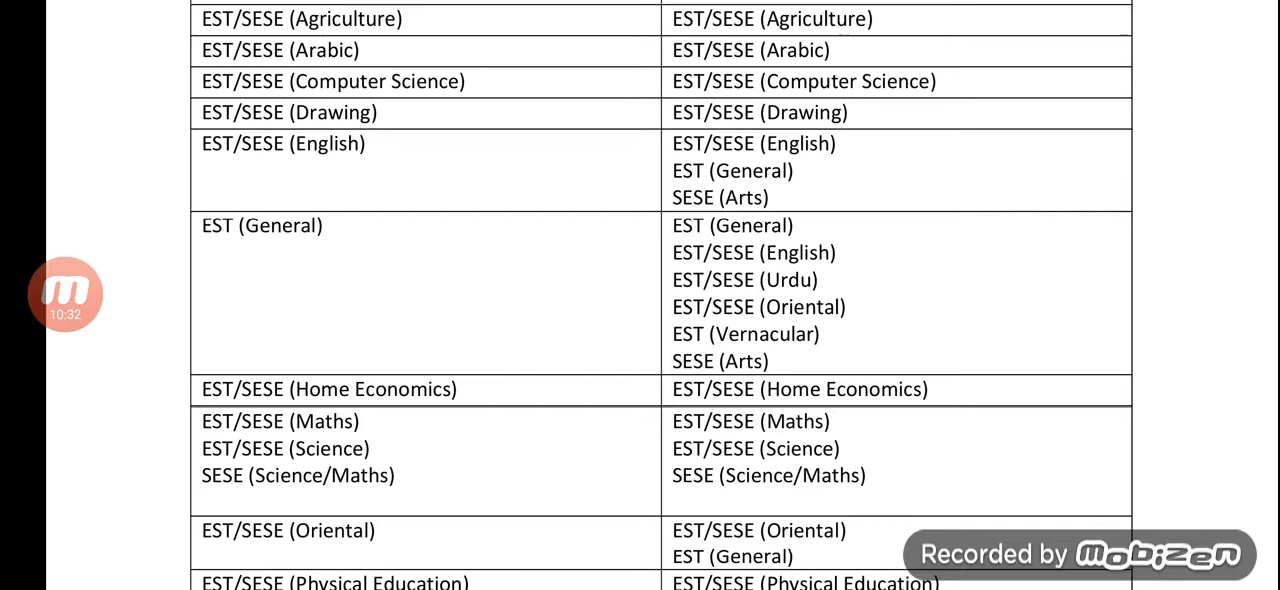 EST/SESE (Agriculture) EST/SESE (Agriculture)
EST/SESE (Arabic) EST/SESE (Arabic)
EST/SESE (Computer Science) EST/SESE (Computer Science)
EST/SESE (Drawing) EST/SESE (Drawing)
EST/SESE (English) EST/SESE (English)
EST (General)
SESE (Arts)
EST (General) EST (General)
EST/SESE (English)
EST/SESE (Urdu)
EST/SESE (Oriental)
EST (Vernacular)
SESE (Arts)
EST/SESE (Home Economics) EST/SESE (Home Economics)
EST/SESE (Maths) EST/SESE (Maths)
EST/SESE (Science) EST/SESE (Science)
SESE (Science/Maths) SESE (Science/Maths)
EST/SESE (Oriental) EST/SESE (Oriental)
EST (General)
EST/SESE (Physical Education) EST/SESE (Physical Education)
m
10:32
Recorded by mobizen